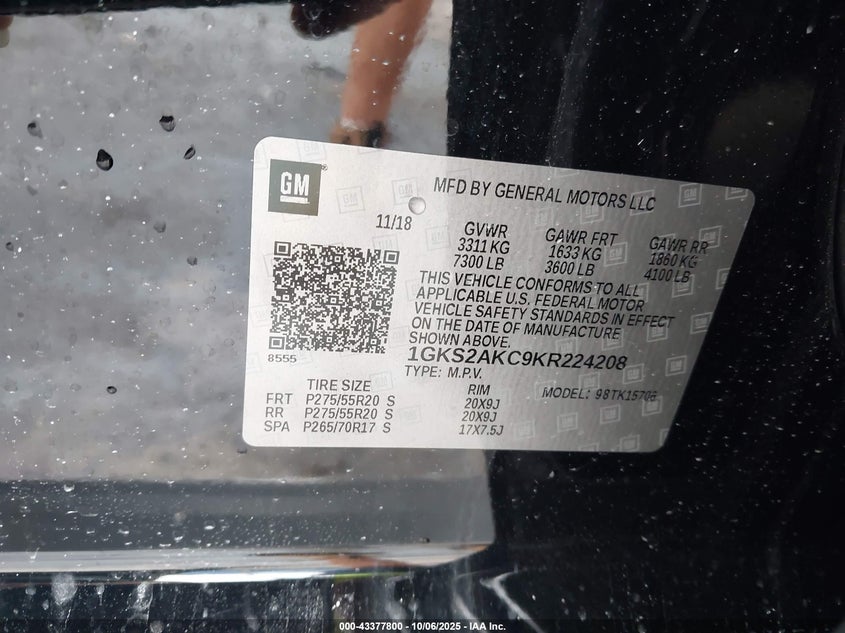 GM
MFD BY GENERAL MOTORS LLC
11/18
GVWR
3311 KG
7300 LB
GAWR FRT
1633 KG
3600 LB
GAWR RR
1860 KG
4100 LB
THIS VEHICLE CONFORMS TO ALL
APPLICABLE U.S. FEDERAL MOTOR
VEHICLE SAFETY STANDARDS IN EFFECT
ON THE DATE OF MANUFACTURE
SHOWN ABOVE.
8555
1GKS2AKC9KR224208
TYPE: M.P.V.
MODEL: 98TK15706
TIRE SIZE RIM
FRT P275/55R20 S 20X9J
RR P275/55R20 S 20X9J
SPA P265/70R17 S 17X7.5J
000-43377800 - 10/06/2025 - IAA Inc.